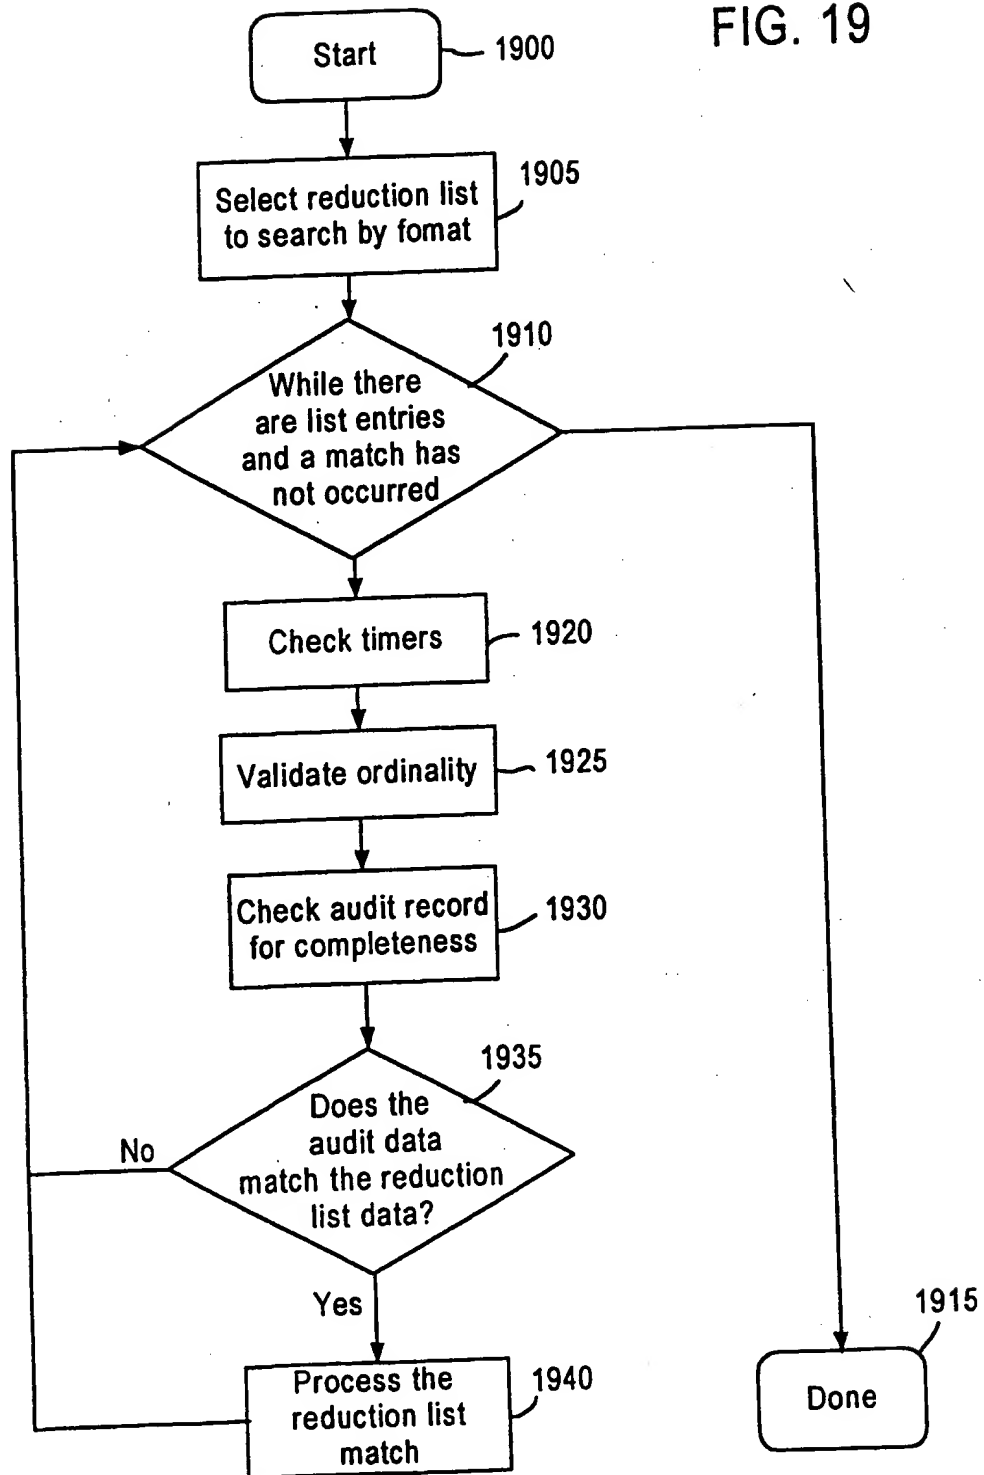 FIG. 19
Start
1900
Select reduction list
to search by fomat
1905
1910
While there
are list entries
and a match has
not occurred
Check timers
1920
Validate ordinality
1925
Check audit record
for completeness
1930
1935
Does the
audit data
match the reduction
list data?
No
Yes
Process the
reduction list
match
1940
1915
Done